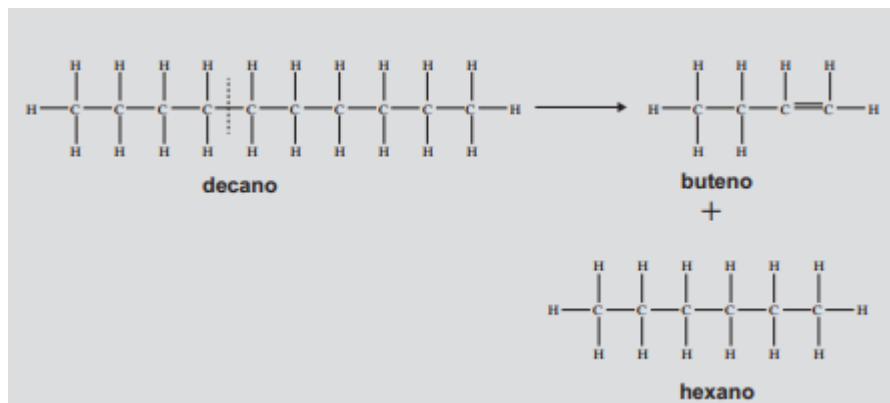 H H H H H H H H H H
H C C C C C C C C C C H
H H H H H H H H H H
decano
H H H H
H C C C C H
H H
buteno
+
H H H H H H
H C C C C C C H
H H H H H H
hexano